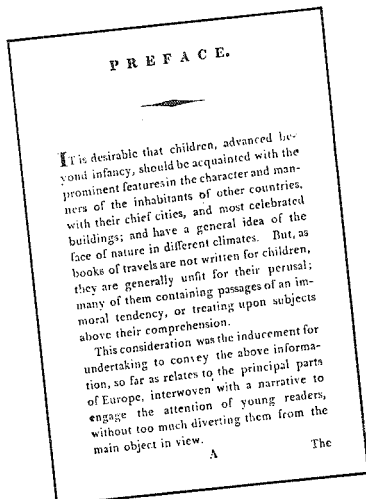 PREFACE.
IT is desirable that children, advanced be-
yond infancy, should be acquainted with the
prominent features in the character and man-
ners of the inhabitants of other countries,
with their chief cities, and most celebrated
buildings; and have a general idea of the
face of nature in different climates. But, as
books of travels are not written for children,
they are generally unfit for their perusal;
many of them containing passages of an im-
moral tendency, or treating upon subjects
above their comprehension.
This consideration was the inducement for
undertaking to convey the above informa-
tion, so far as relates to the principal parts
of Europe, interwoven with a narrative to
engage the attention of young readers,
without too much diverting them from the
main object in view.
A
The